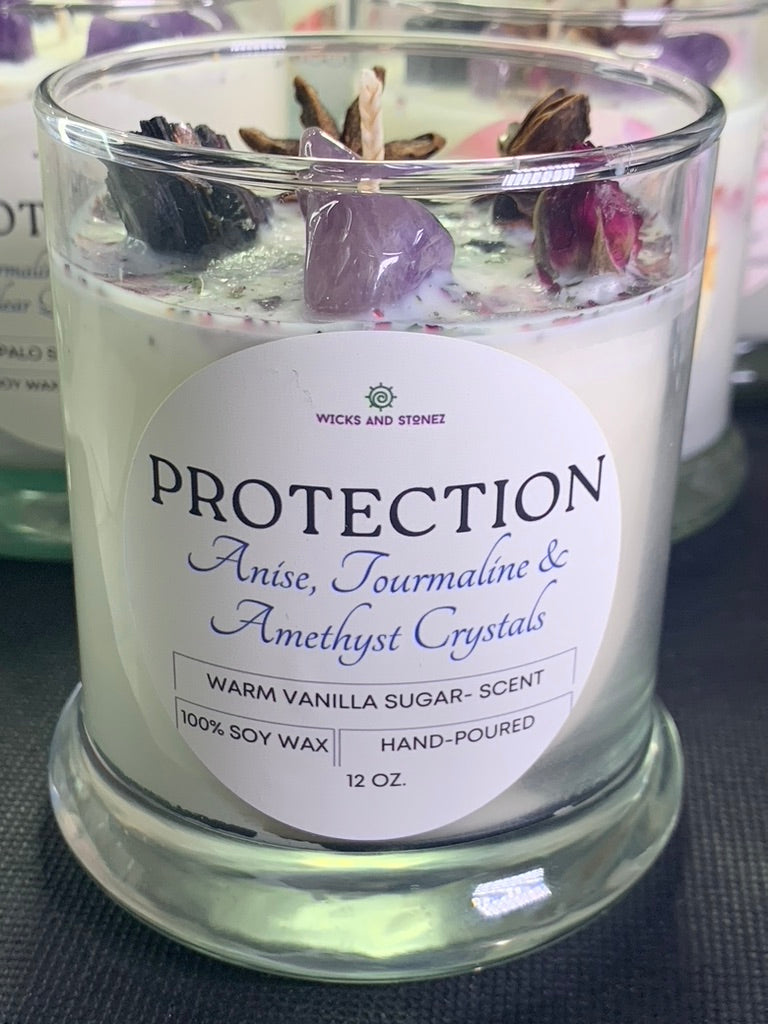 WICKS AND STONEZ
PROTECTION
Anise, Tourmaline &
Amethyst Crystals
WARM VANILLA SUGAR- SCENT
100% SOY WAX
HAND-POURED
12 OZ.